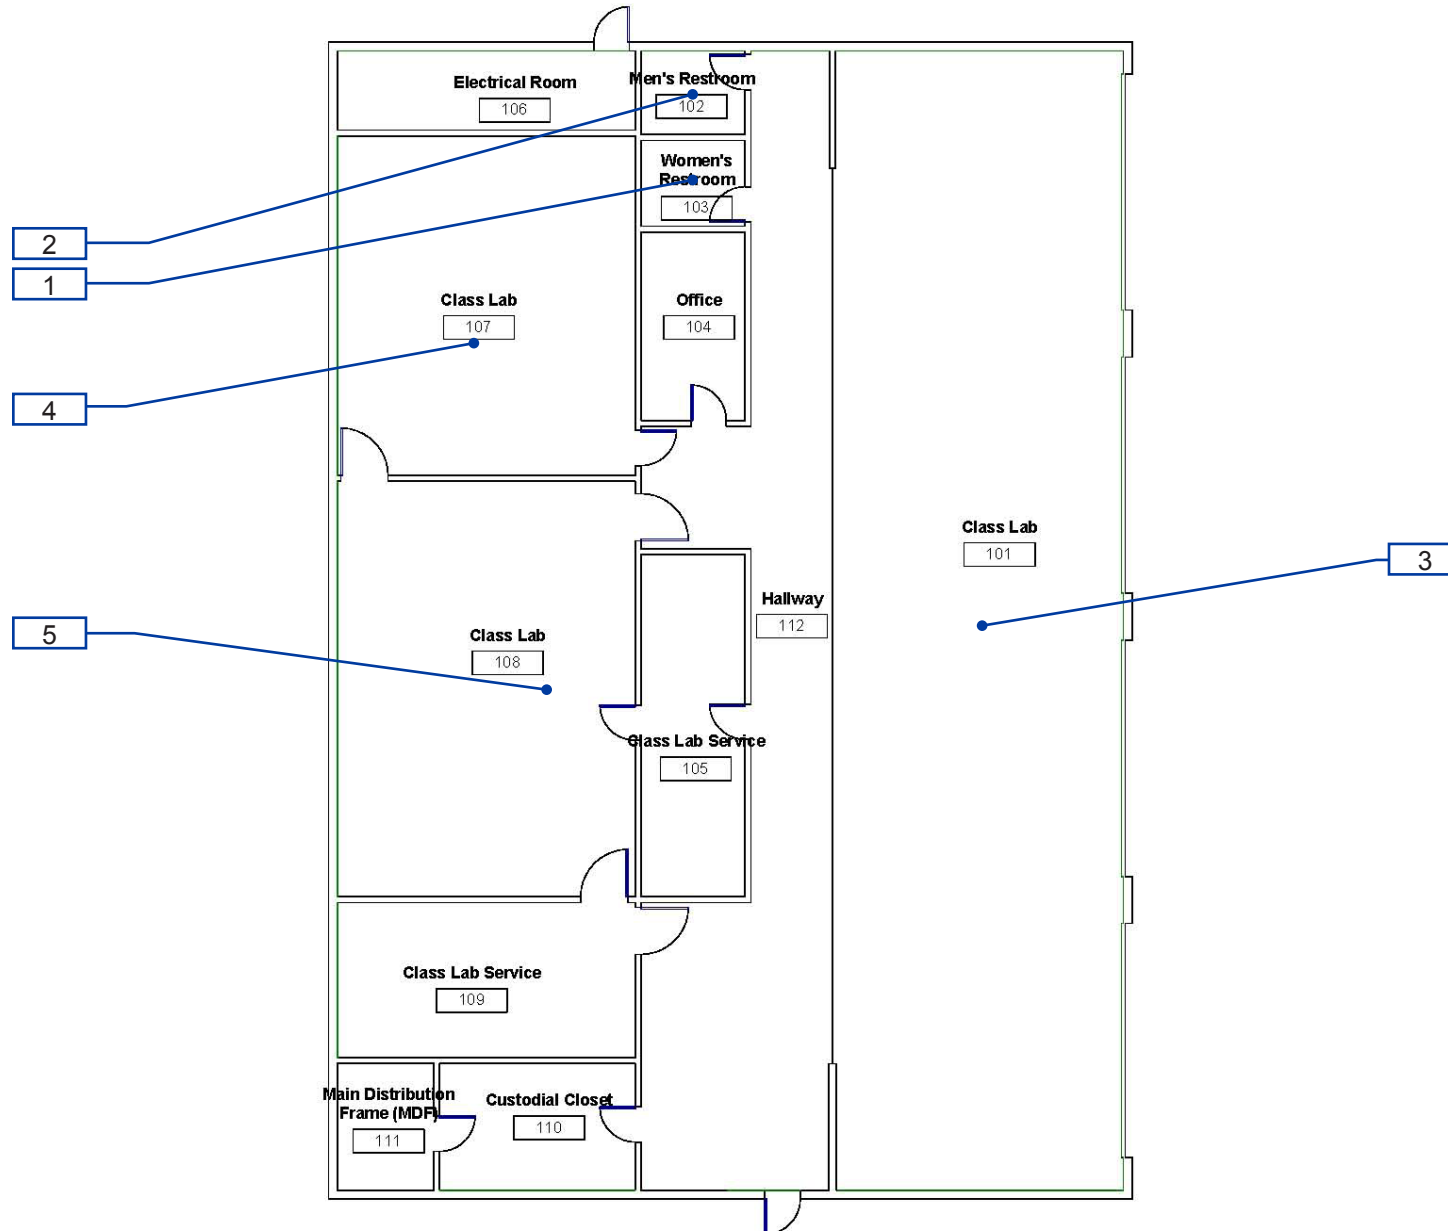 Electrical Room
106
Men's Restroom
102
Women's
Restroom
103
2
1
Class Lab
107
Office
104
4
Class Lab
101
3
Hallway
112
5
Class Lab
108
Class Lab Service
105
Class Lab Service
109
Main Distribution
Frame (MDF)
111
Custodial Closet
110